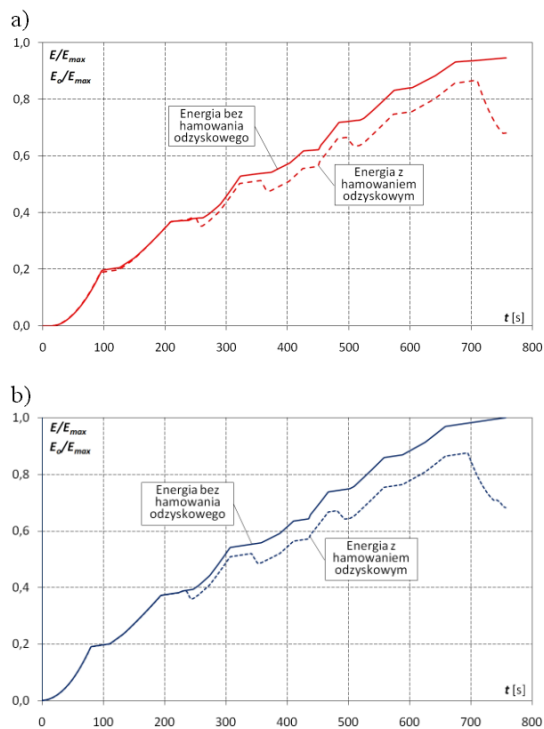 a)
E/Emax
Eo/Emax
1,0
0,8
0,6
0,4
0,2
0,0
Energia bez
hamowania
odzyskowego
Energia z
hamowaniem
odzyskowym
t [s]
0 100 200 300 400 500 600 700 800
b)
E/Emax
Eo/Emax
1,0
0,8
0,6
0,4
0,2
0,0
Energia bez
hamowania
odzyskowego
Energia z
hamowaniem
odzyskowym
t [s]
0 100 200 300 400 500 600 700 800